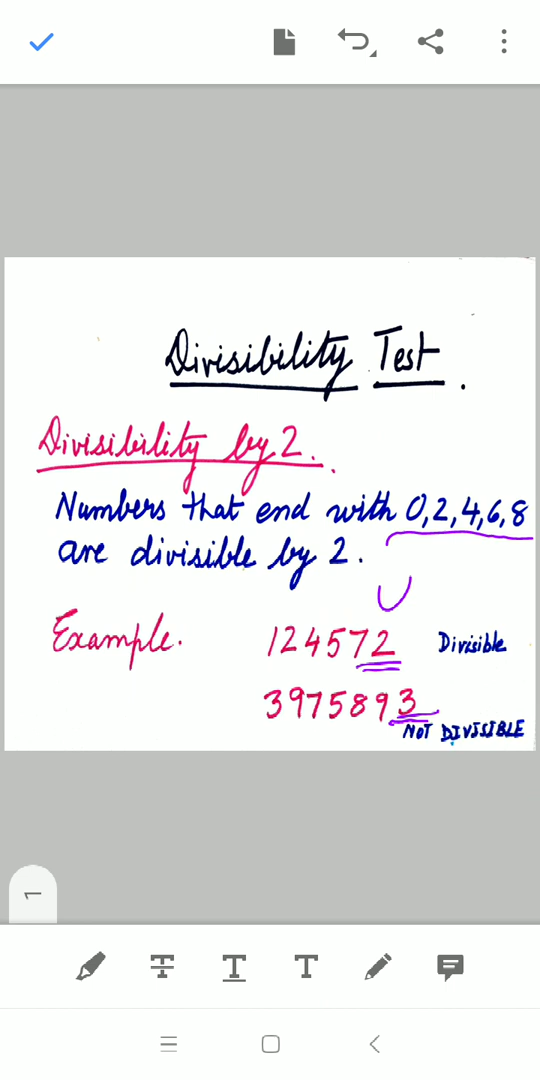 Divisibility Test.
Divisibility by 2.
Numbers that end with 0,2,4,6,8
are divisible by 2.
Example. 124572 Divisible
3975893
NOT DIVISIBLE
1
T T T